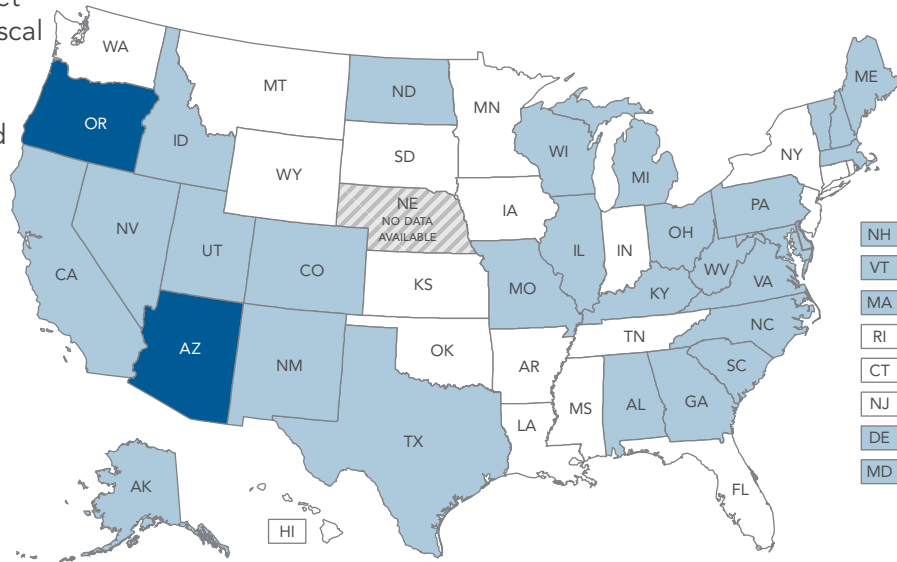 ct
scal
d
WA
OR
MT
ID
WY
ND
SD
NE
NO DATA
AVAILABLE
MN
WI
MI
IA
NV
UT
CO
CA
KS
MO
IL
IN
OH
PA
NY
ME
WV
VA
KY
NC
TN
SC
AZ
NM
OK
AR
TX
LA
MS
AL
GA
FL
AK
HI
NH
VT
MA
RI
CT
NJ
DE
MD